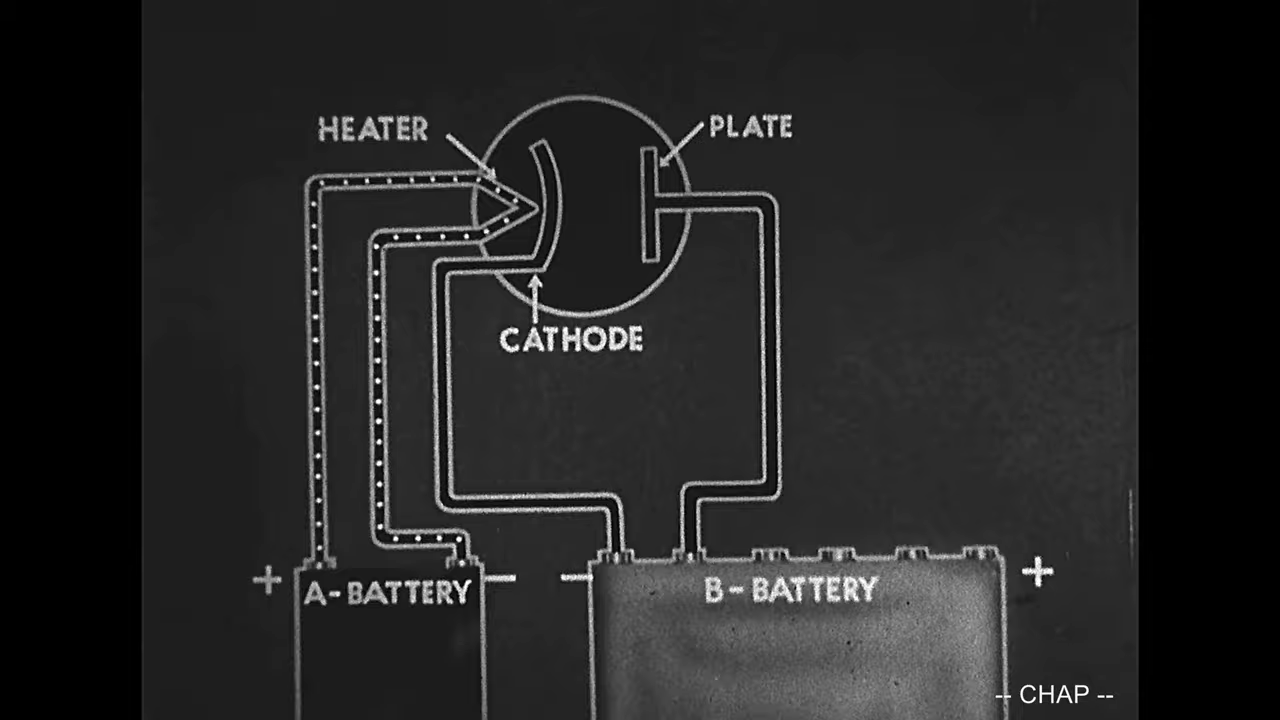 HEATER
PLATE
CATHODE
+ A-BATTERY −
− B-BATTERY +
-- CHAP --